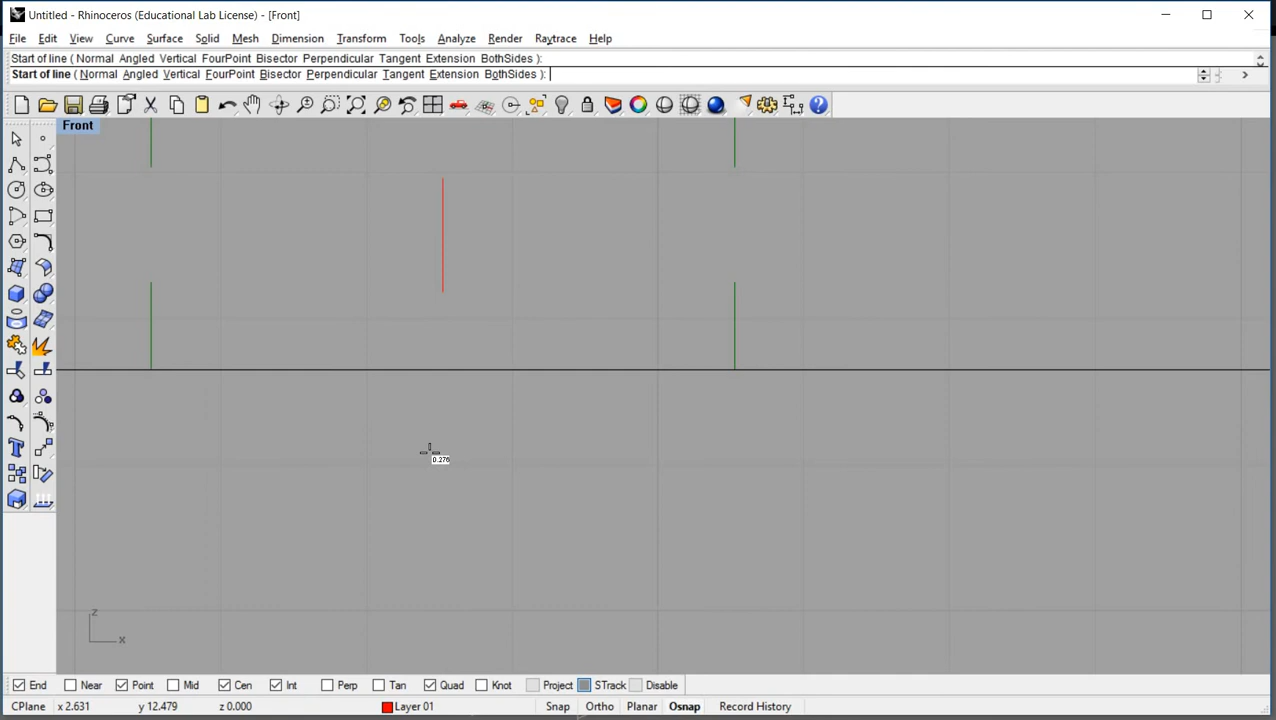 Untitled - Rhinoceros (Educational Lab License) - [Front]
File Edit View Curve Surface Solid Mesh Dimension Transform Tools Analyze Render Raytrace Help
Start of line ( Normal Angled Vertical FourPoint Bisector Perpendicular Tangent Extension BothSides ):
Start of line ( Normal Angled Vertical FourPoint Bisector Perpendicular Tangent Extension BothSides ):
Front
0.276
z
x
End Near Point Mid Cen Int Perp Tan Quad Knot Project STrack Disable
CPlane x 2.631 y 12.479 z 0.000 Layer 01 Snap Ortho Planar Osnap Record History